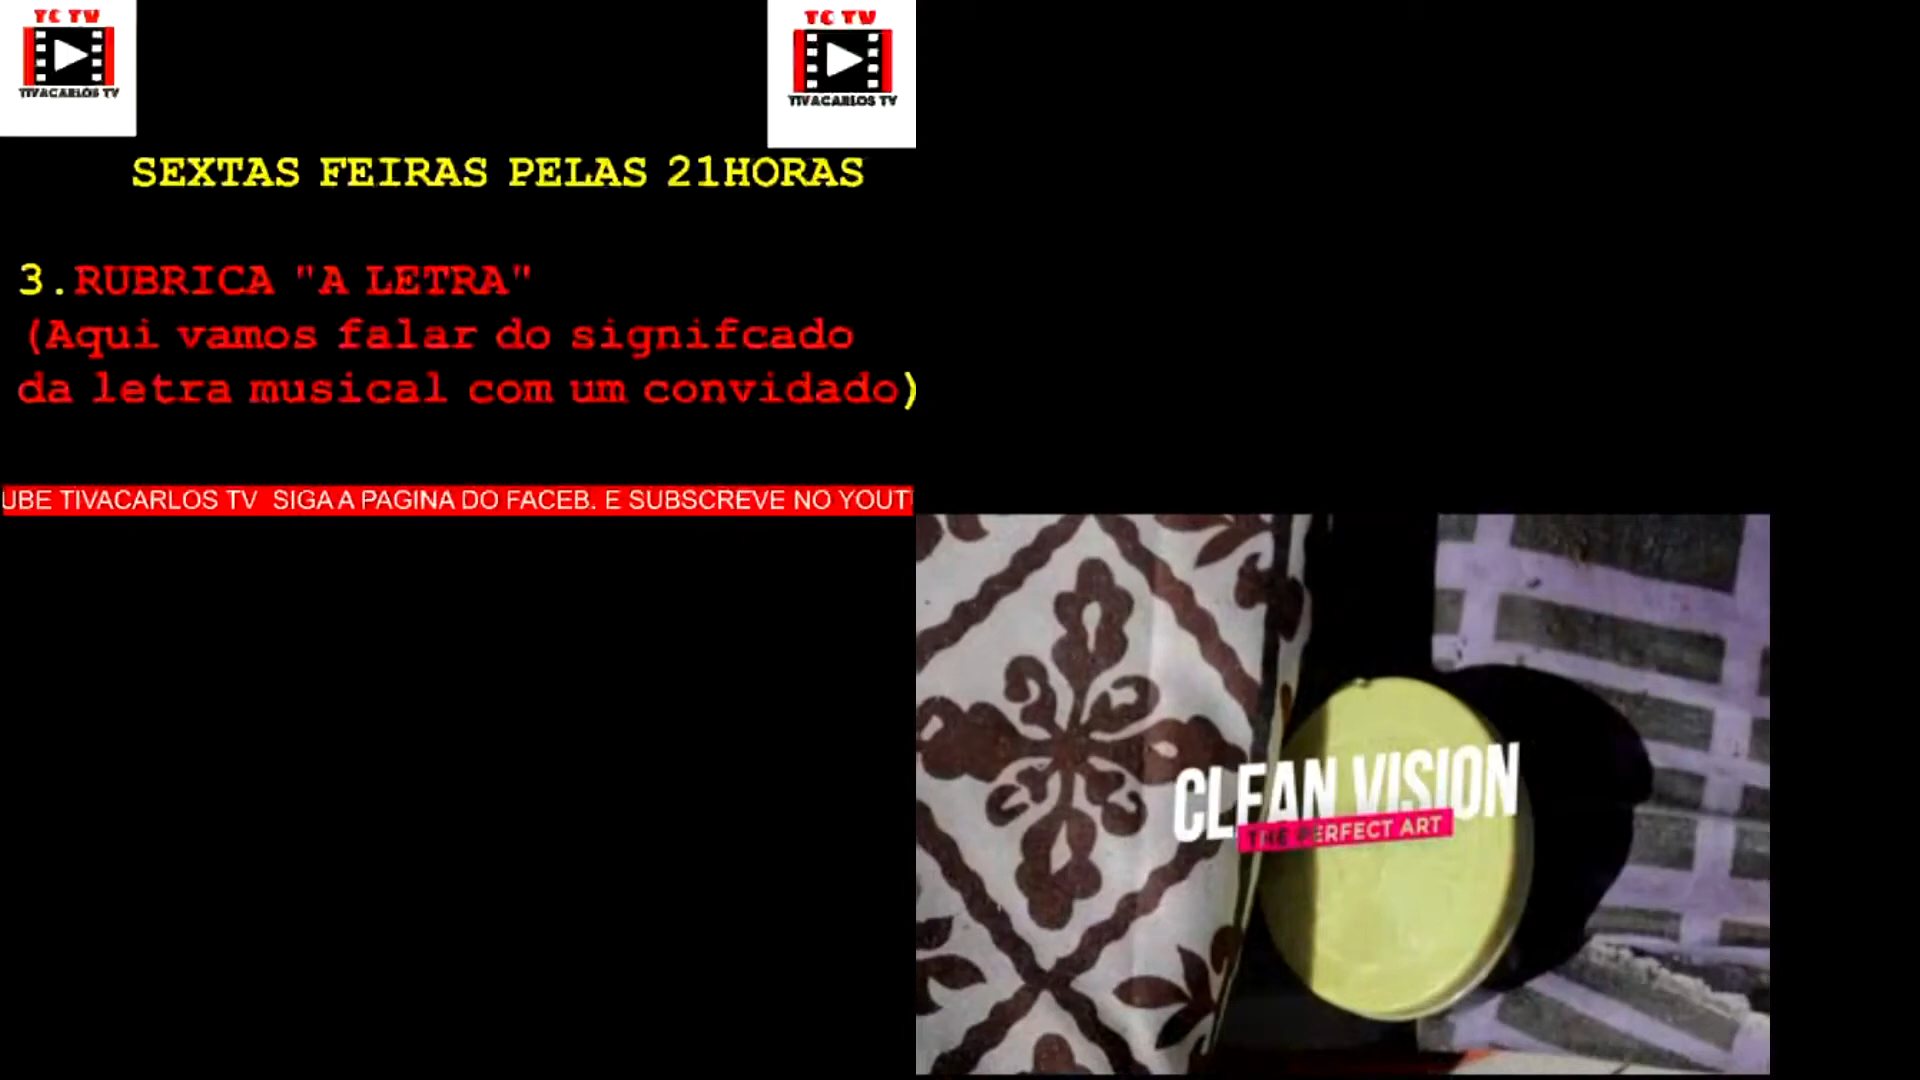 TC TV
TIVACARLOS TV
TC TV
TIVACARLOS TV
SEXTAS FEIRAS PELAS 21HORAS
3.RUBRICA "A LETRA"
(Aqui vamos falar do signifcado
da letra musical com um convidado)
UBE TIVACARLOS TV SIGA A PAGINA DO FACEB. E SUBSCREVE NO YOUT
CLEAN VISION
THE PERFECT ART